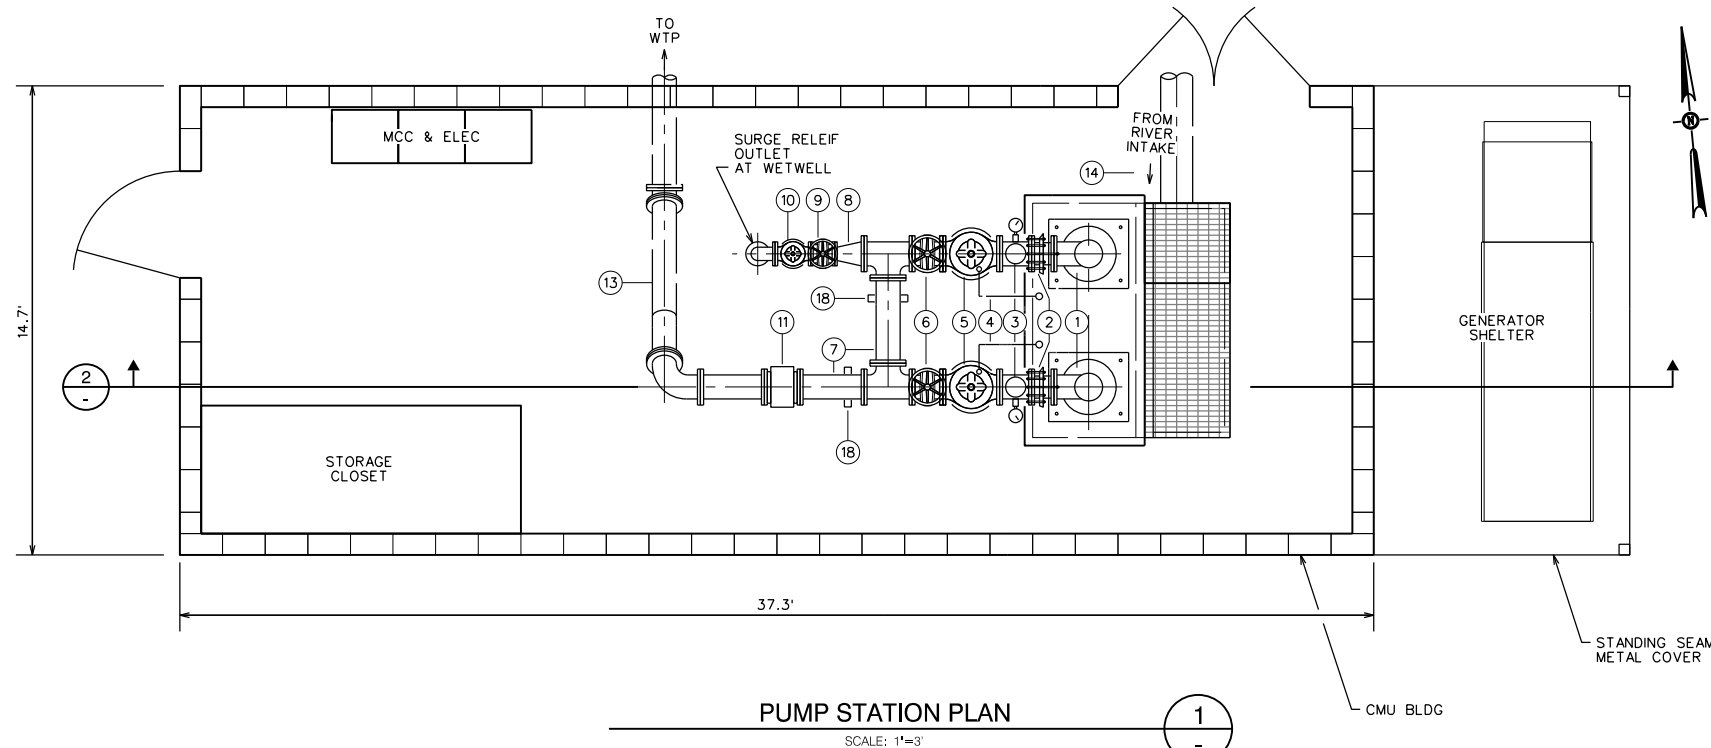 TO
WTP
MCC & ELEC
SURGE RELEIF
OUTLET
AT WETWELL
FROM
RIVER
INTAKE
14
N
10
9
8
13
18
11
6
5
4
3
2
1
7
14.7'
GENERATOR
SHELTER
2
-
18
STORAGE
CLOSET
37.3'
STANDING SEAM
METAL COVER
CMU BLDG
PUMP STATION PLAN
SCALE: 1"=3'
1
-